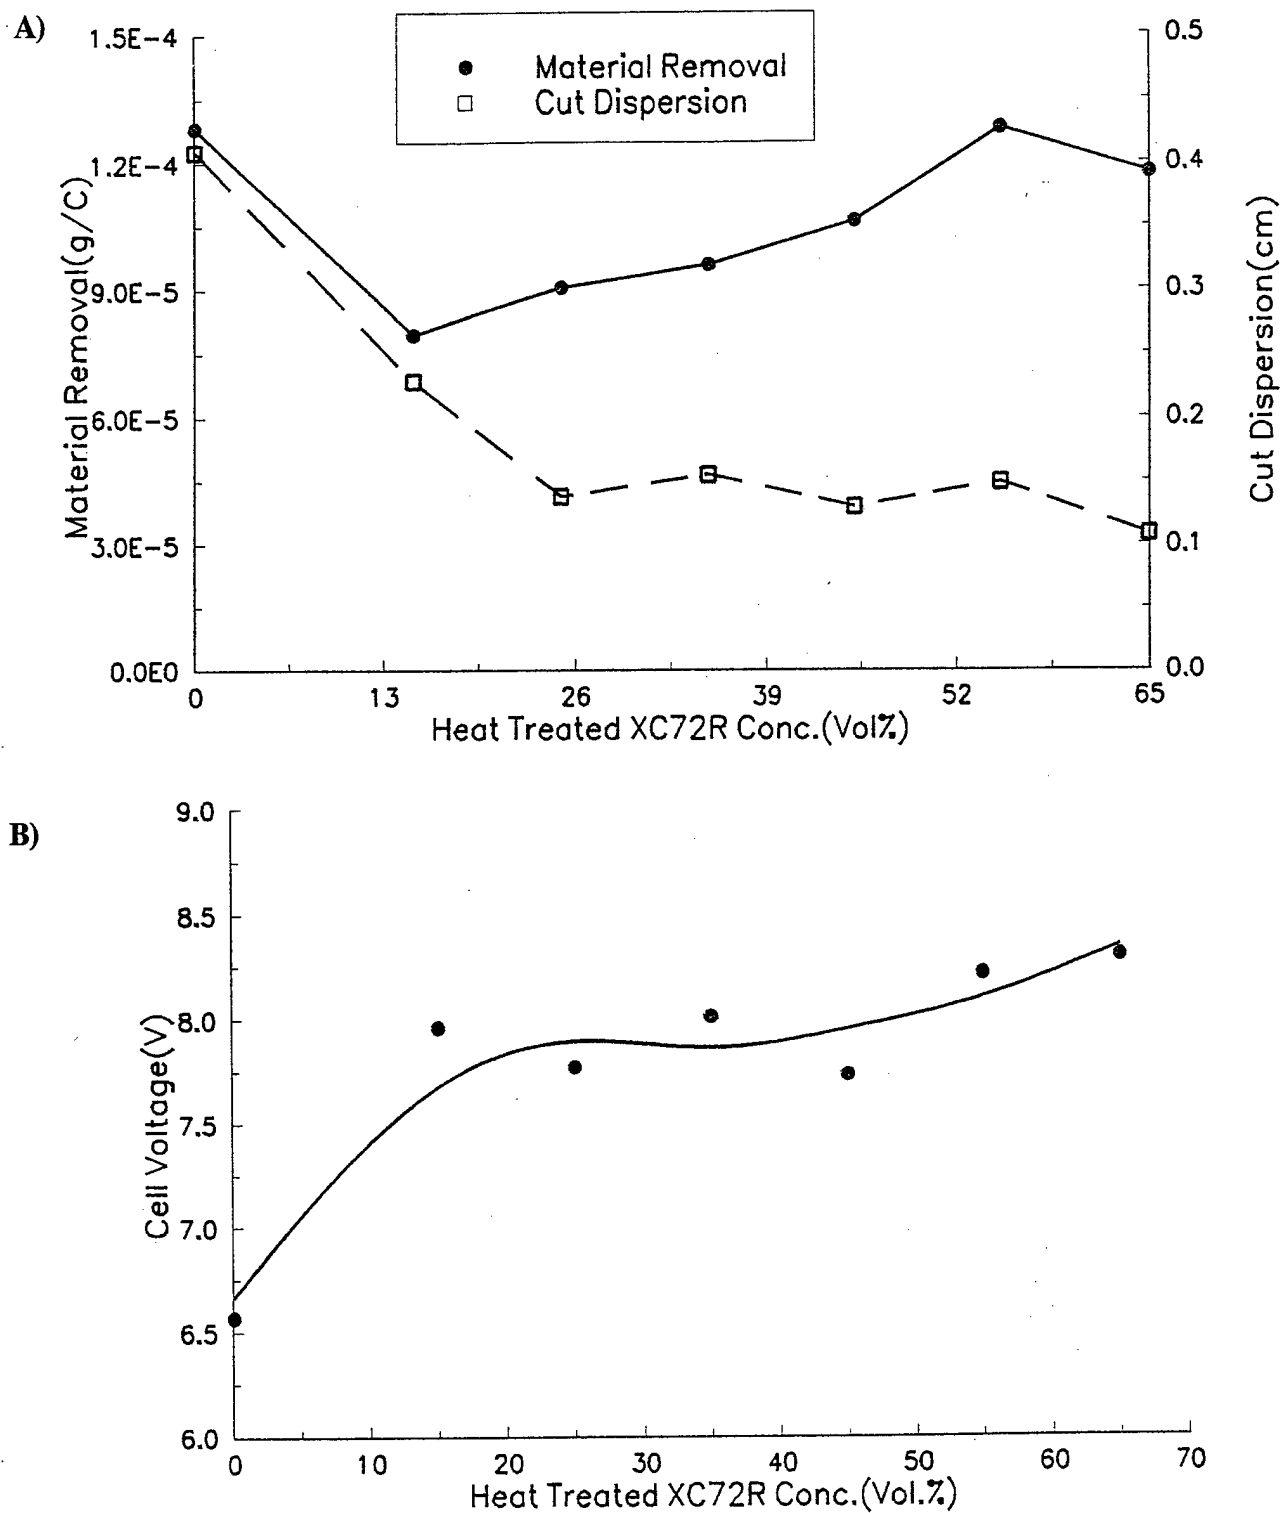 A)
1.5E-4
1.2E-4
9.0E-5
6.0E-5
3.0E-5
0.0E0
Material Removal(g/C)
Material Removal
Cut Dispersion
0.5
0.4
0.3
0.2
0.1
0.0
Cut Dispersion(cm)
0 13 26 39 52 65
Heat Treated XC72R Conc.(Vol%)
B)
9.0
8.5
8.0
7.5
7.0
6.5
6.0
Cell Voltage(V)
0 10 20 30 40 50 60 70
Heat Treated XC72R Conc.(Vol.%)